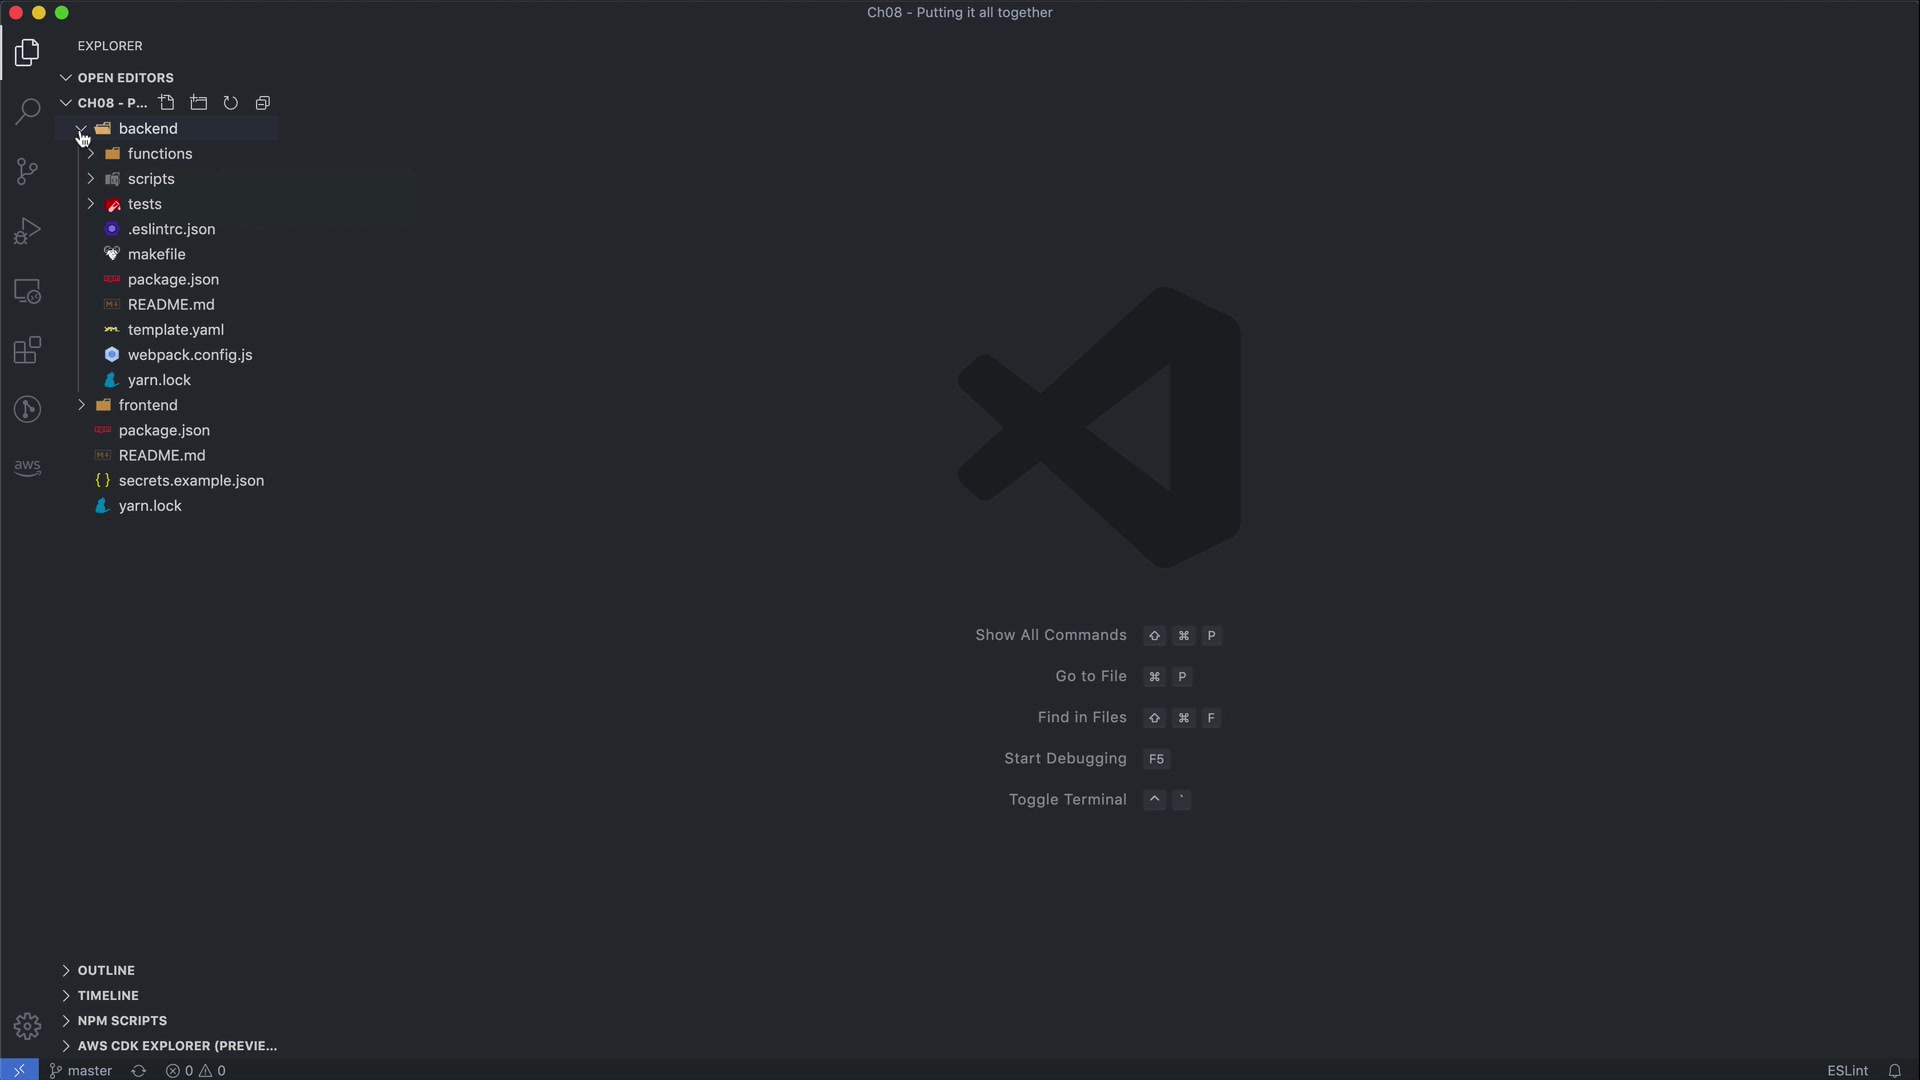 Ch08 - Putting it all together
EXPLORER
OPEN EDITORS
CH08 - P...
backend
functions
scripts
tests
.eslintrc.json
makefile
package.json
README.md
template.yaml
webpack.config.js
yarn.lock
frontend
package.json
README.md
secrets.example.json
yarn.lock
aws
Show All Commands ⇧ ⌘ P
Go to File ⌘ P
Find in Files ⇧ ⌘ F
Start Debugging F5
Toggle Terminal ^ `
OUTLINE
TIMELINE
NPM SCRIPTS
AWS CDK EXPLORER (PREVIE...
master 0 0 ESLint